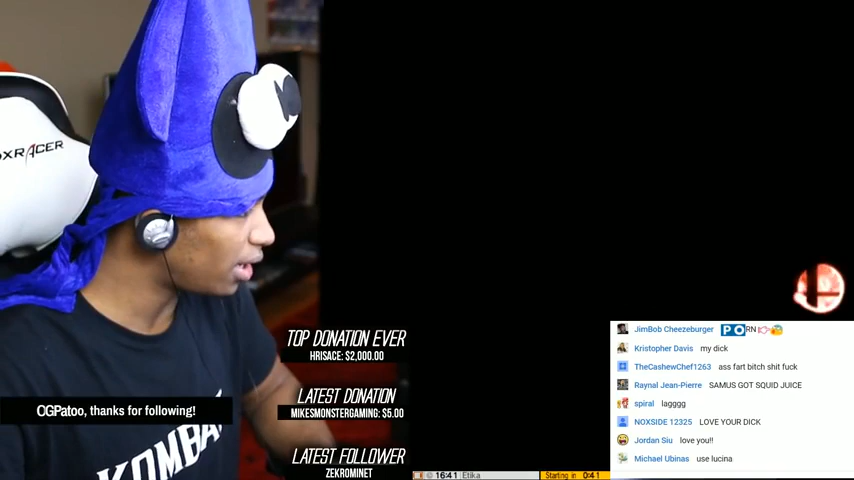 DXRACER
TOP DONATION EVER
HRISACE: $2,000.00
LATEST DONATION
MIKESMONSTERGAMING: $5.00
LATEST FOLLOWER
ZEKROMINET
OGPatoo, thanks for following!
KOMBAT
JimBob Cheezeburger P O RN
Kristopher Davis my dick
TheCashewChef1263 ass fart bitch shit fuck
Raynal Jean-Pierre SAMUS GOT SQUID JUICE
spiral lagggg
NOXSIDE 12325 LOVE YOUR DICK
Jordan Siu love you!!
Michael Ubinas use lucina
© 16:41 Etika
Starting in 0:41